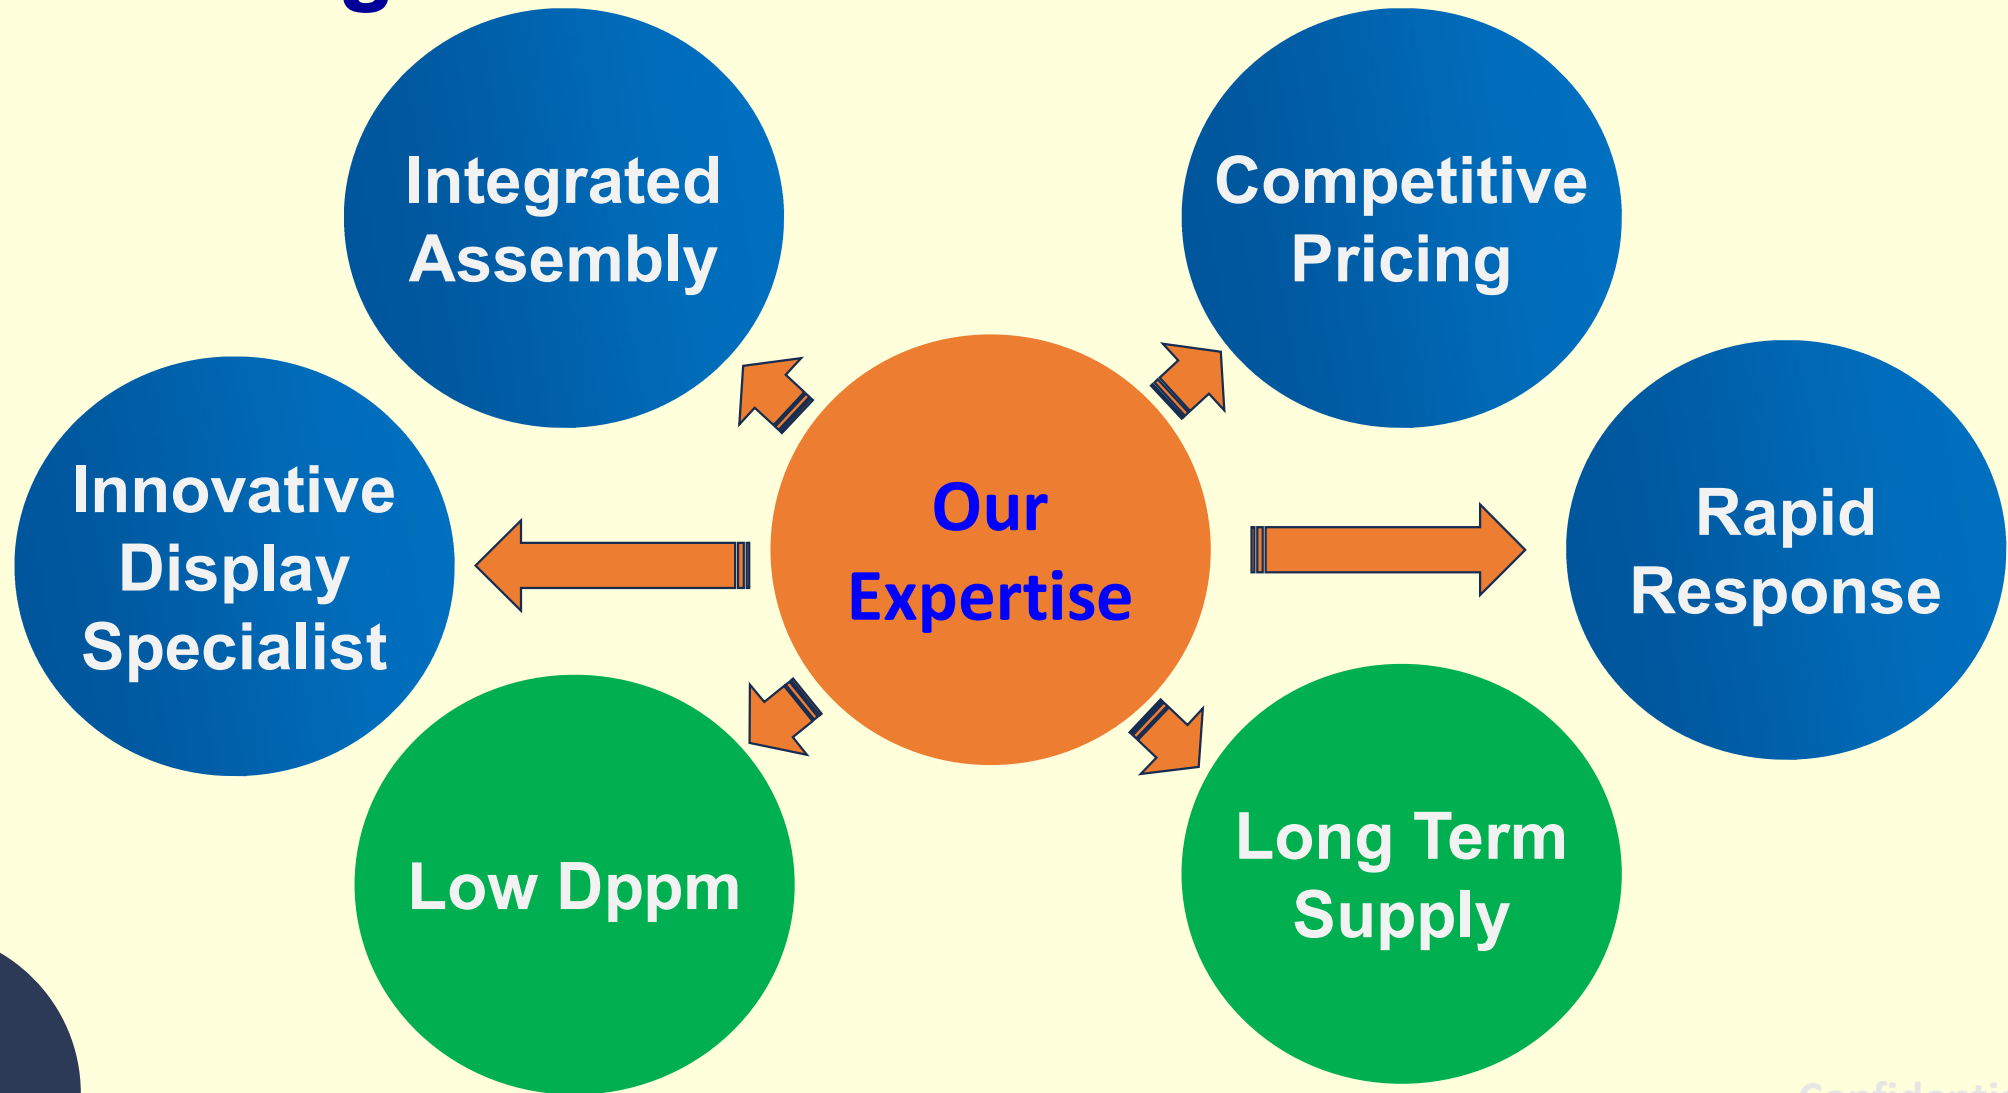 Integrated
Assembly
Competitive
Pricing
Innovative
Display
Specialist
Our
Expertise
Rapid
Response
Low Dppm
Long Term
Supply